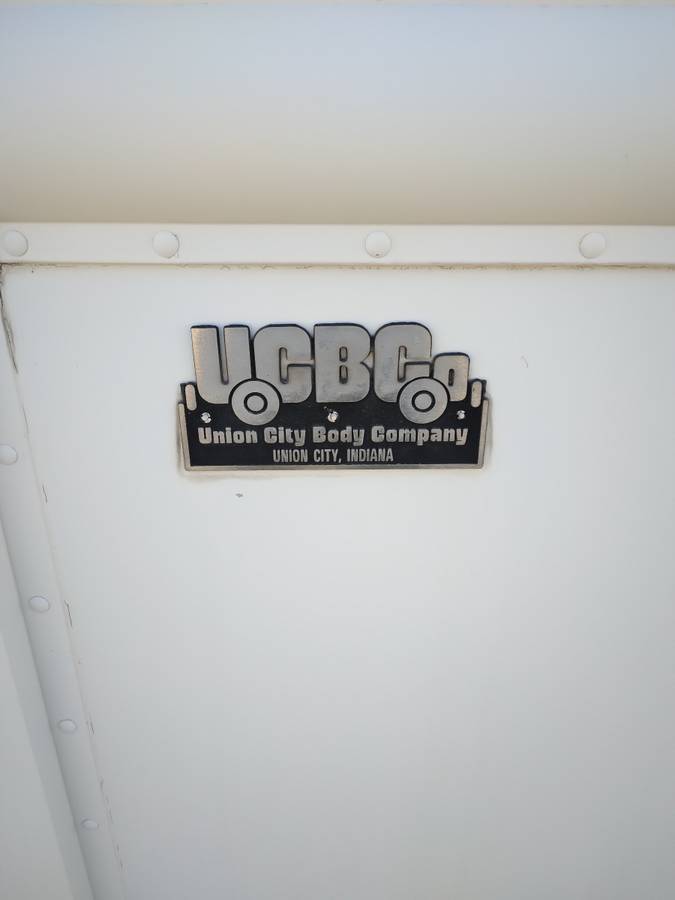 UCBCo
Union City Body Company
UNION CITY, INDIANA